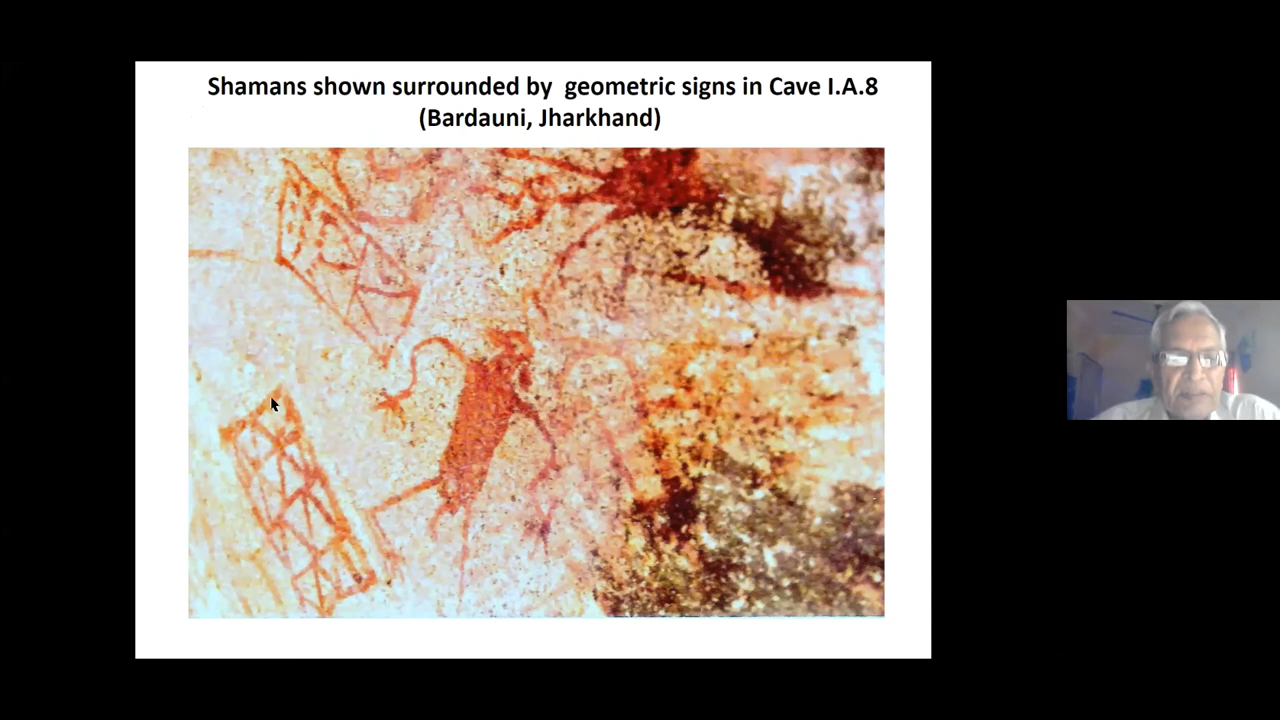 Shamans shown surrounded by geometric signs in Cave I.A.8
(Bardauni, Jharkhand)